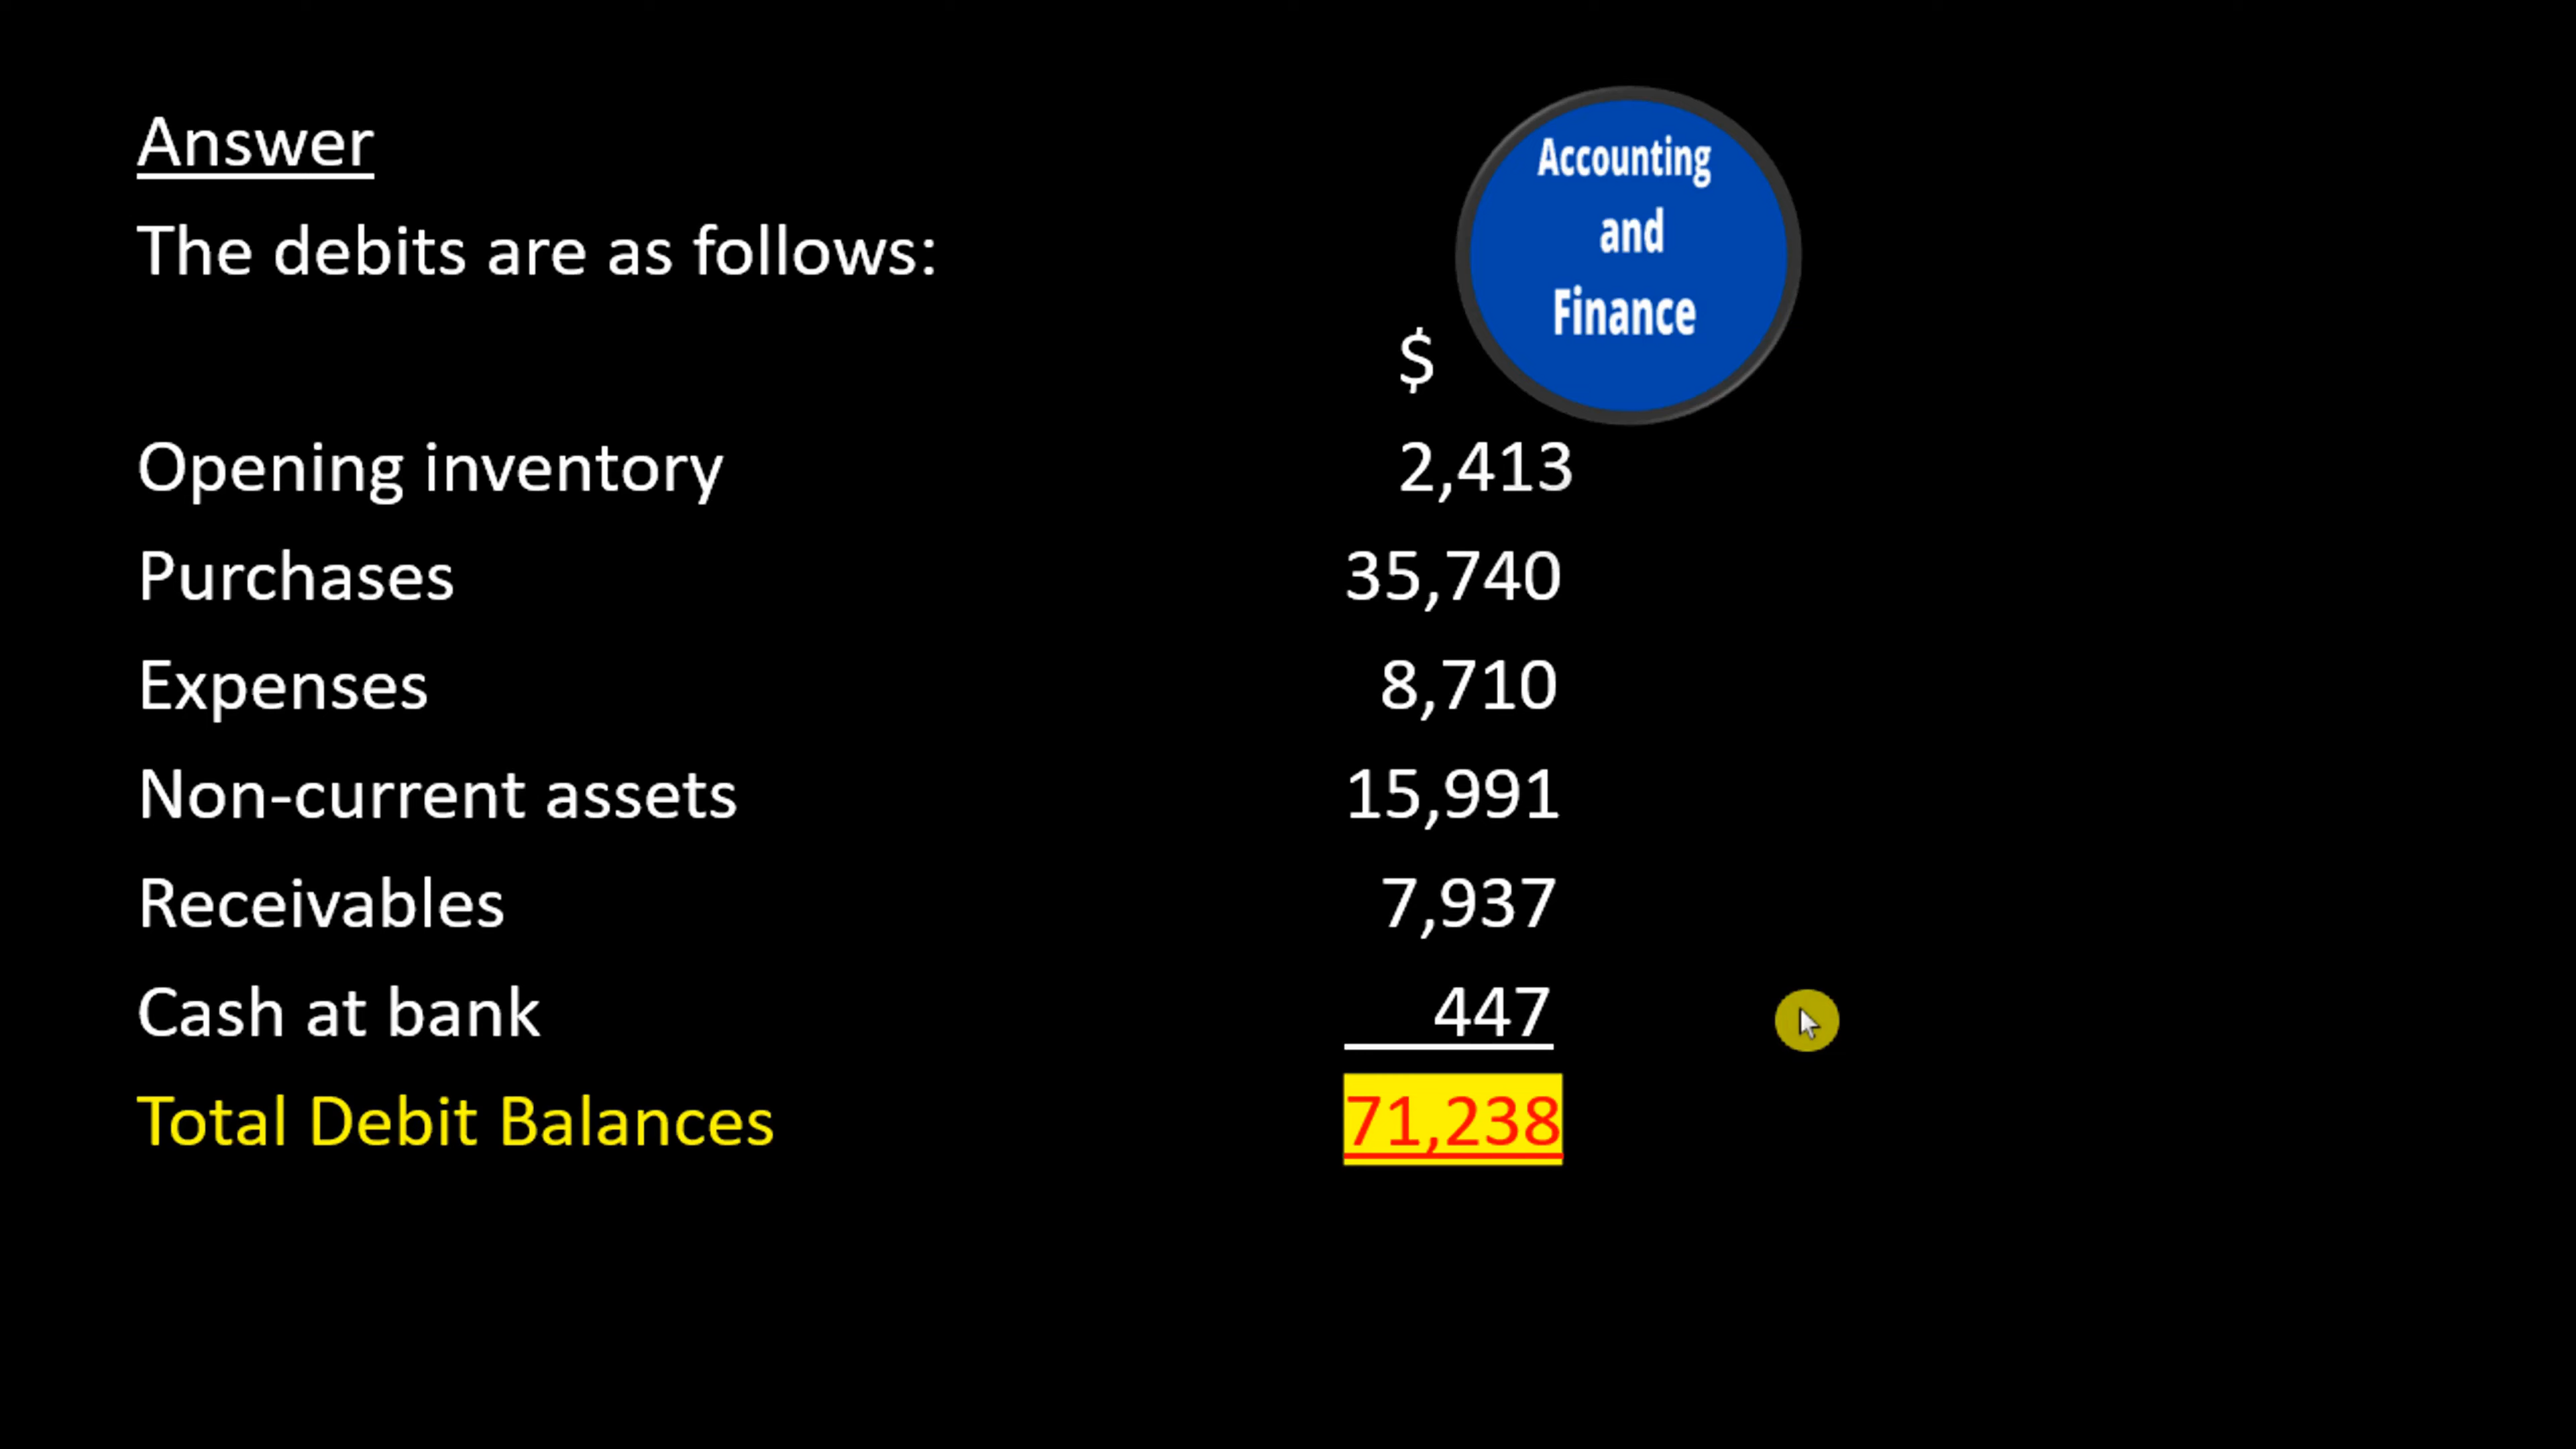 Answer
The debits are as follows:
Accounting
and
Finance
$
Opening inventory 2,413
Purchases 35,740
Expenses 8,710
Non-current assets 15,991
Receivables 7,937
Cash at bank 447
Total Debit Balances 71,238